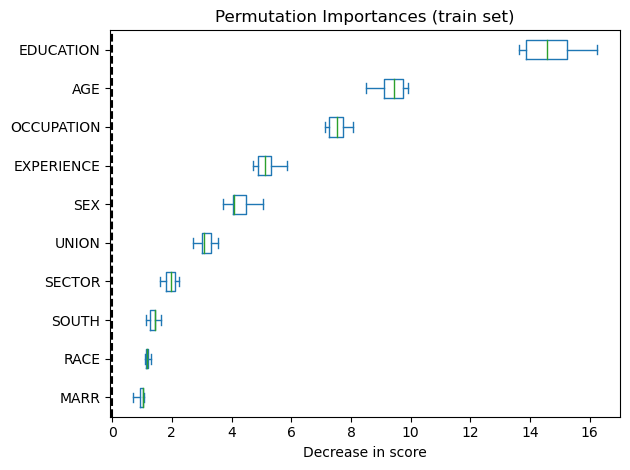 Permutation Importances (train set)
EDUCATION
AGE
OCCUPATION
EXPERIENCE
SEX
UNION
SECTOR
SOUTH
RACE
MARR
0 2 4 6 8 10 12 14 16
Decrease in score